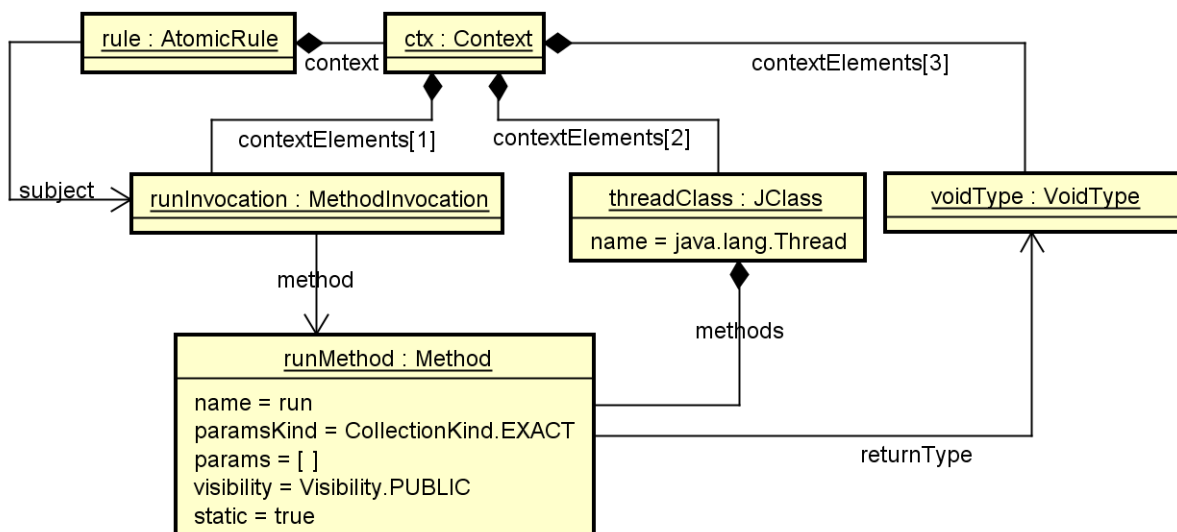 rule : AtomicRule
ctx : Context
context
contextElements[3]
contextElements[1]
contextElements[2]
subject
runInvocation : MethodInvocation
threadClass : JClass
name = java.lang.Thread
voidType : VoidType
method
methods
runMethod : Method
name = run
paramsKind = CollectionKind.EXACT
params = [ ]
visibility = Visibility.PUBLIC
static = true
returnType